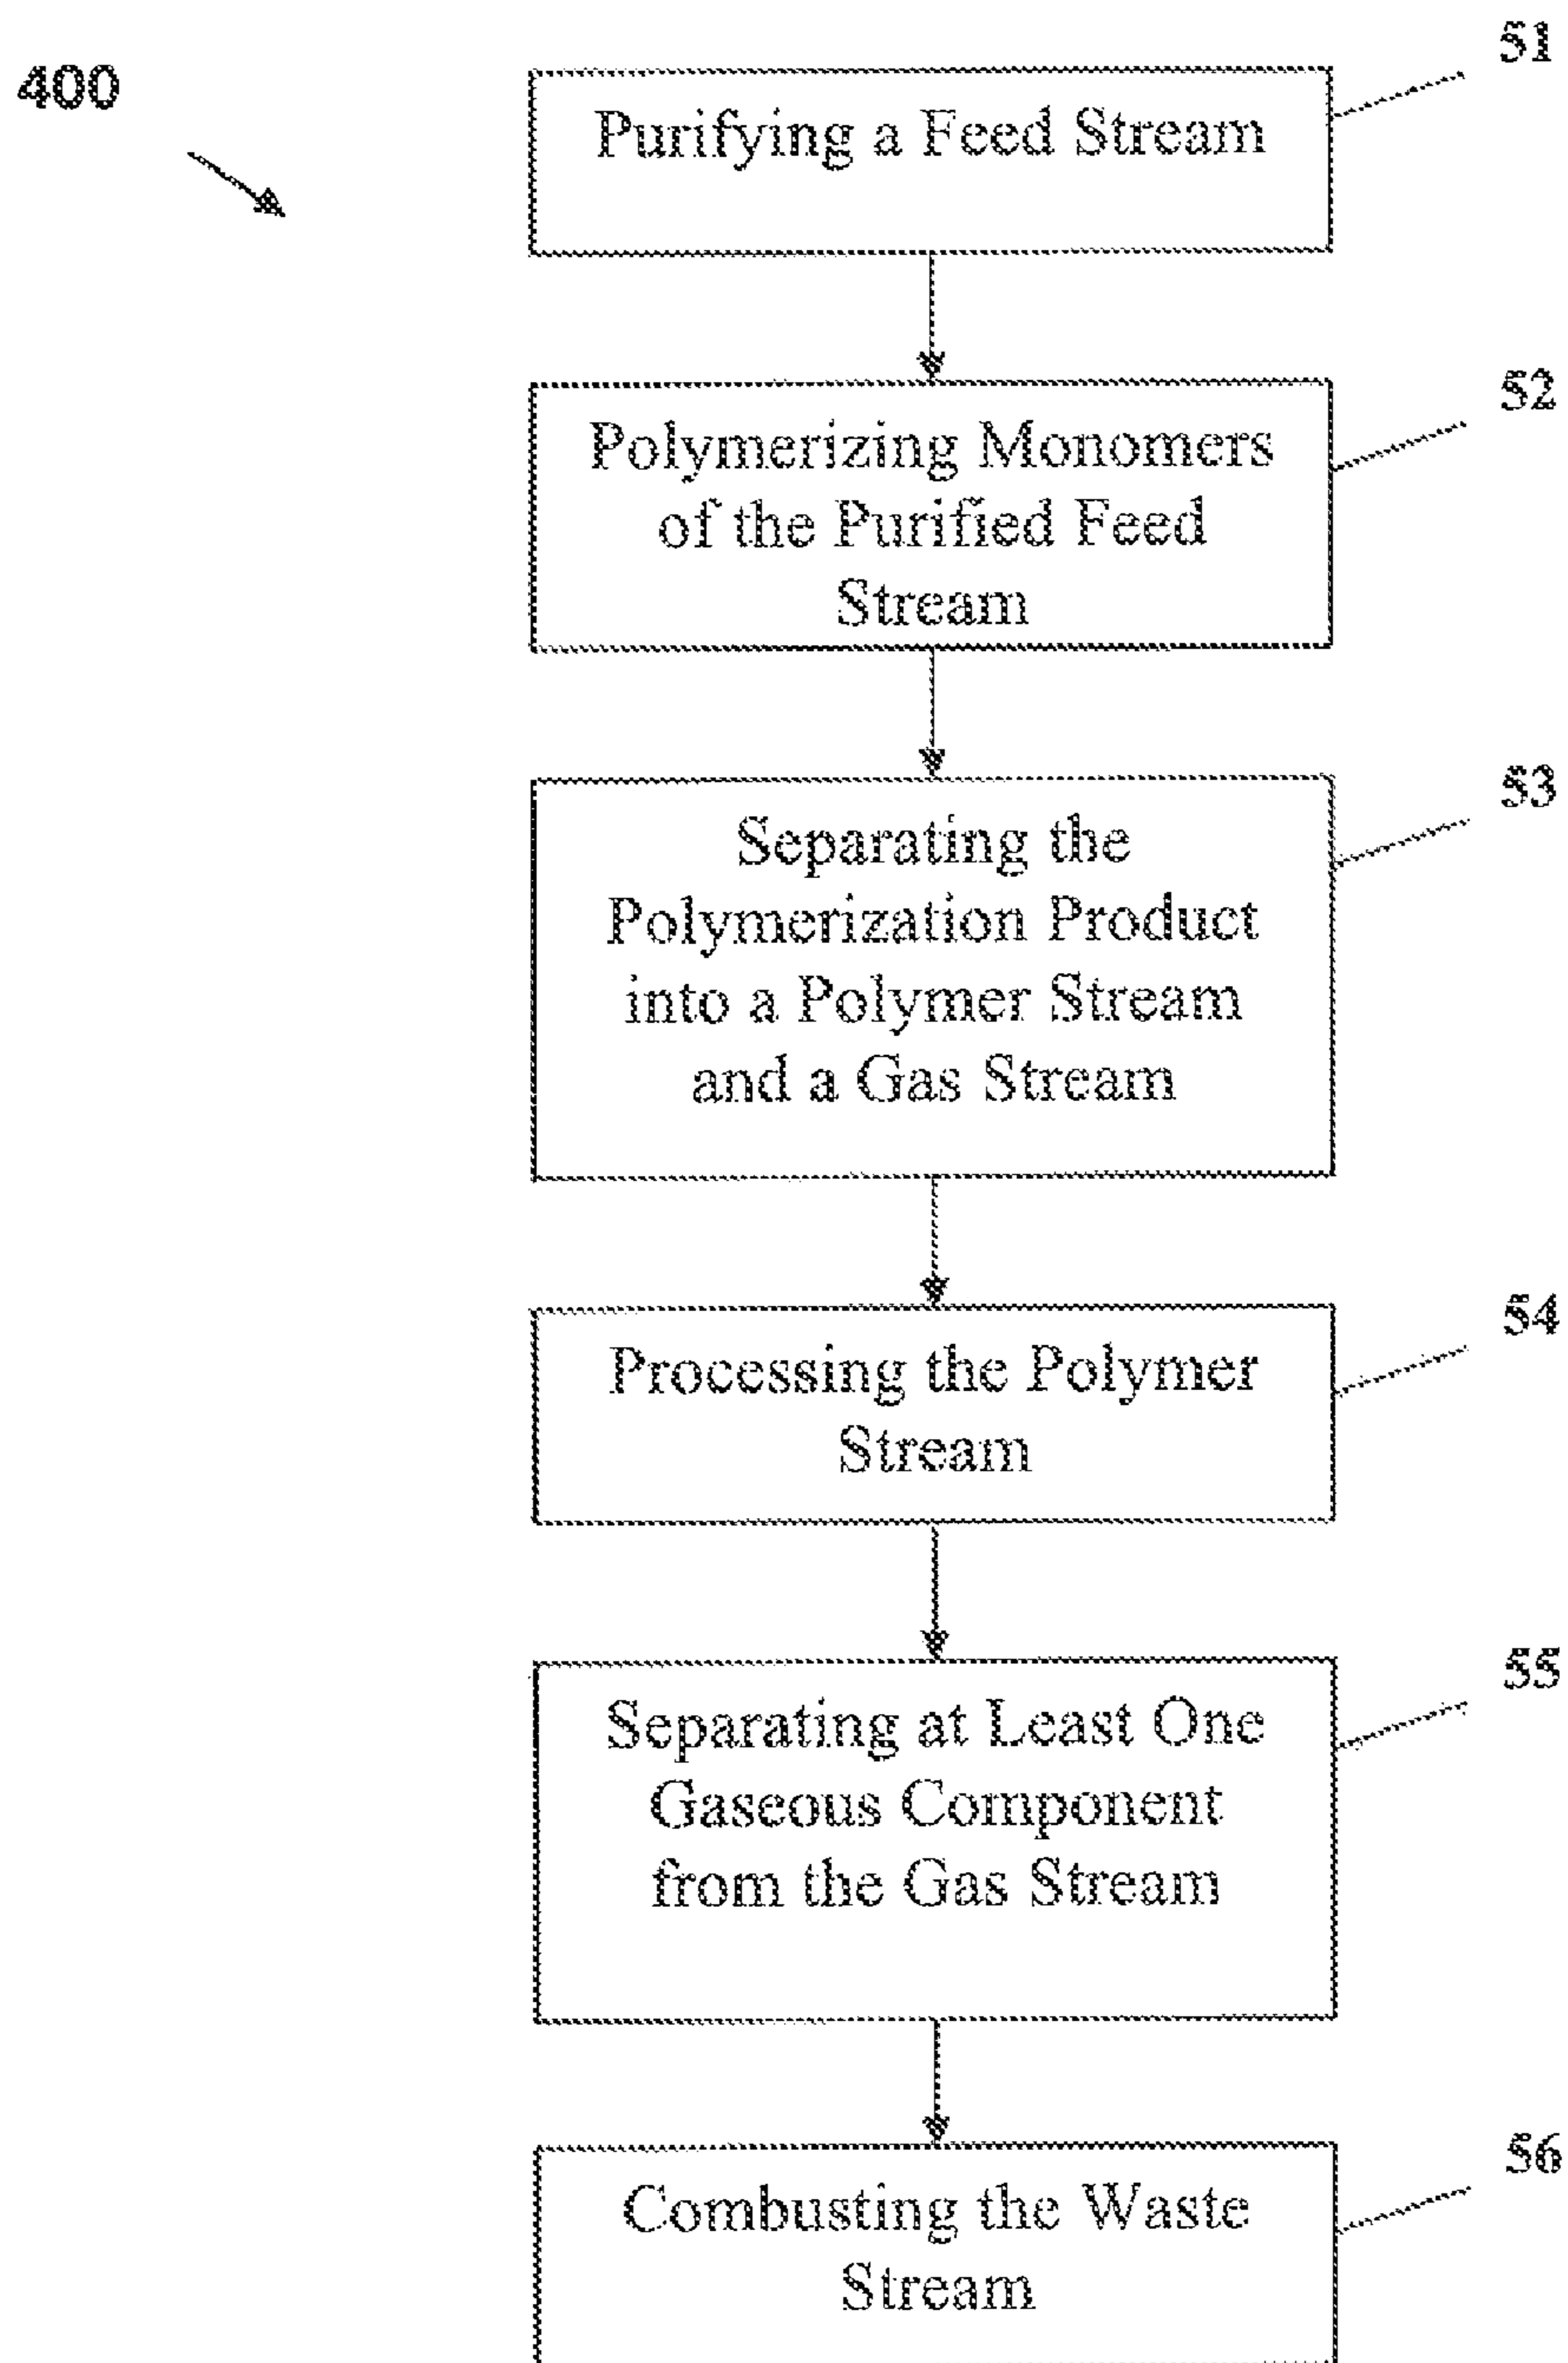 400
51
Purifying a Feed Stream
52
Polymerizing Monomers
of the Purified Feed
Stream
53
Separating the
Polymerization Product
into a Polymer Stream
and a Gas Stream
54
Processing the Polymer
Stream
55
Separating at Least One
Gaseous Component
from the Gas Stream
56
Combusting the Waste
Stream